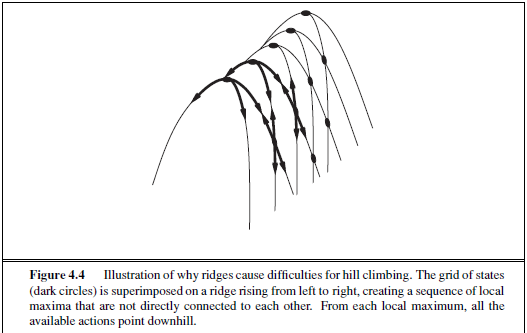 Figure 4.4 Illustration of why ridges cause difficulties for hill climbing. The grid of states
(dark circles) is superimposed on a ridge rising from left to right, creating a sequence of local
maxima that are not directly connected to each other. From each local maximum, all the
available actions point downhill.